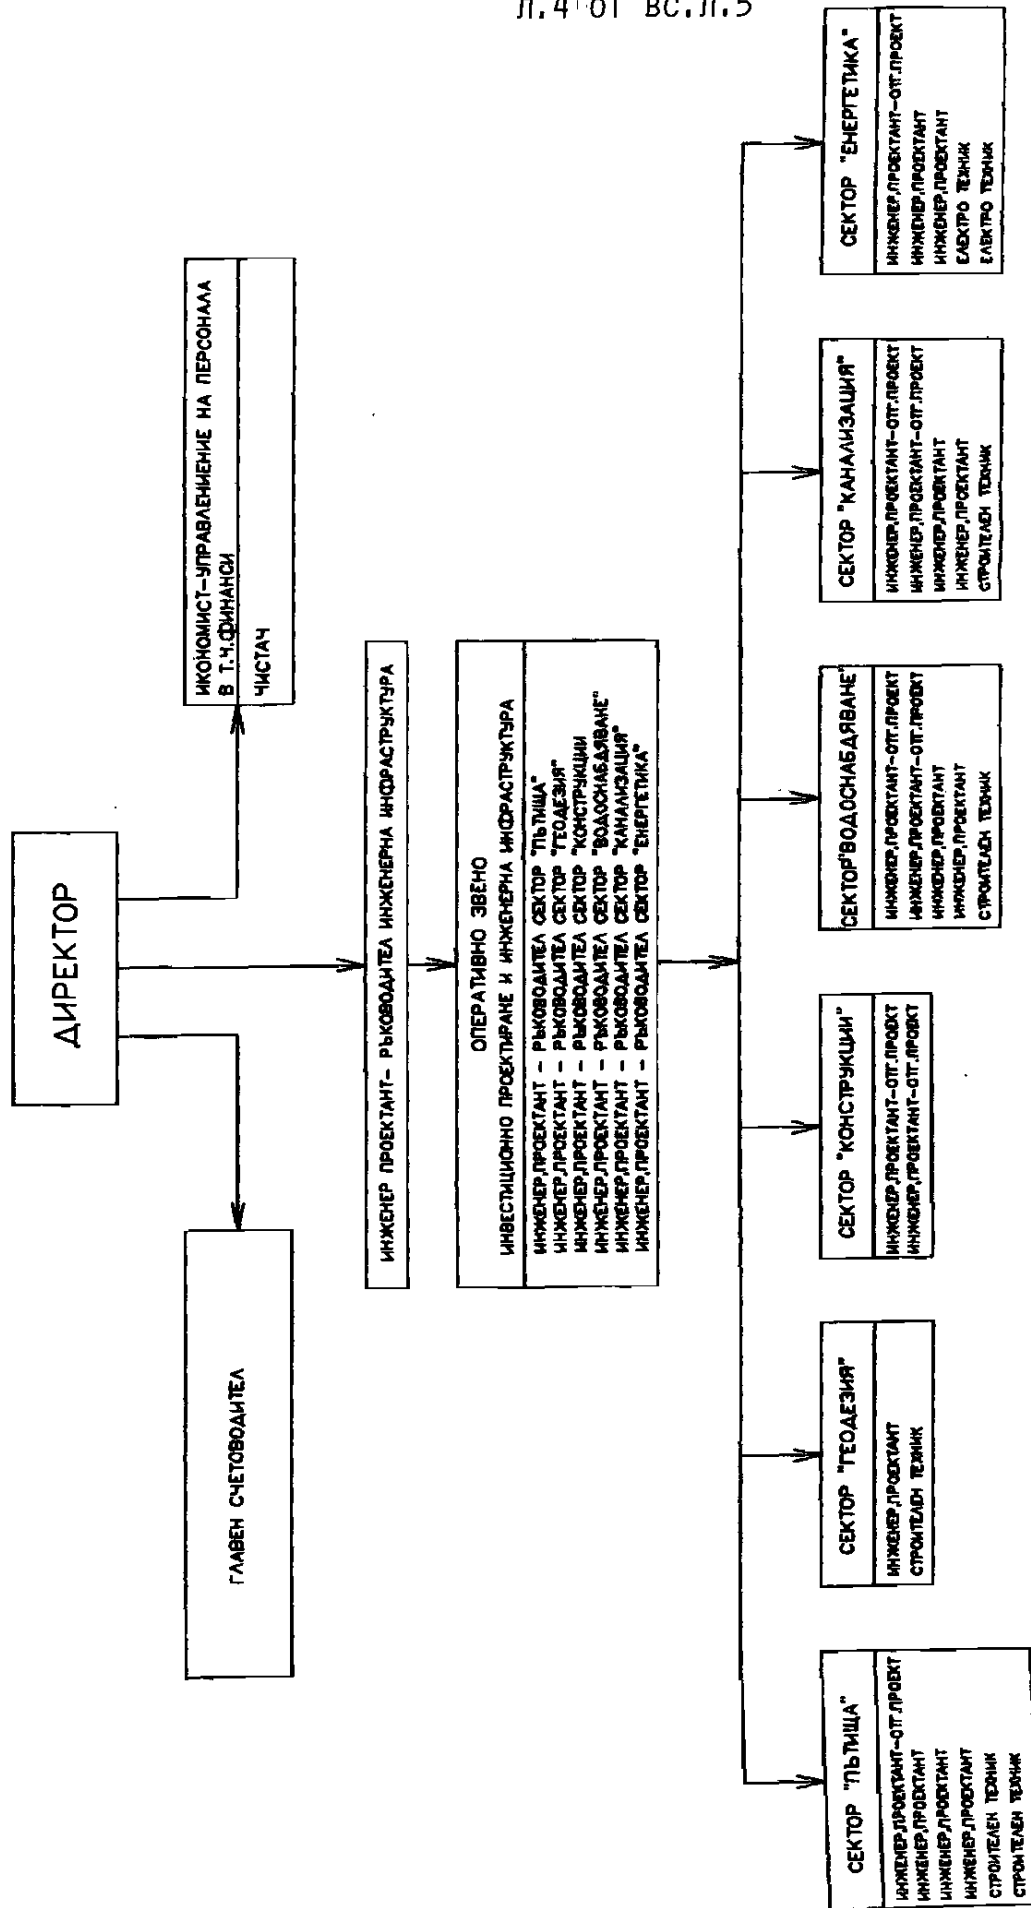 Л.4 ОТ ВС.Л.5
ДИРЕКТОР
ГЛАВЕН СЧЕТОВОДИТЕЛ
ИКОНОМИСТ-УПРАВЛЕНИЕНИЕ НА ПЕРСОНАЛА
В Т.Ч.ФИНАНСИ
ЧИСТАЧ
ИНЖЕНЕР ПРОЕКТАНТ- РЪКОВОДИТЕЛ ИНЖЕНЕРНА ИНФРАСТРУКТУРА
ОПЕРАТИВНО ЗВЕНО
ИНВЕСТИЦИОННО ПРОЕКТИРАНЕ И ИНЖЕНЕРНА ИНФРАСТРУКТУРА
ИНЖЕНЕР,ПРОЕКТАНТ - РЪКОВОДИТЕЛ СЕКТОР "ПЪТИЩА"
ИНЖЕНЕР,ПРОЕКТАНТ - РЪКОВОДИТЕЛ СЕКТОР "ГЕОДЕЗИЯ"
ИНЖЕНЕР,ПРОЕКТАНТ - РЪКОВОДИТЕЛ СЕКТОР "КОНСТРУКЦИИ
ИНЖЕНЕР,ПРОЕКТАНТ - РЪКОВОДИТЕЛ СЕКТОР "ВОДОСНАБДЯВАНЕ"
ИНЖЕНЕР,ПРОЕКТАНТ - РЪКОВОДИТЕЛ СЕКТОР "КАНАЛИЗАЦИЯ"
ИНЖЕНЕР,ПРОЕКТАНТ - РЪКОВОДИТЕЛ СЕКТОР "ЕНЕРГЕТИКА"
СЕКТОР "ПЪТИЩА"
ИНЖЕНЕР,ПРОЕКТАНТ-ОТГ.ПРОЕКТ
ИНЖЕНЕР,ПРОЕКТАНТ
ИНЖЕНЕР,ПРОЕКТАНТ
ИНЖЕНЕР,ПРОЕКТАНТ
СТРОИТЕЛЕН ТЕХНИК
СТРОИТЕЛЕН ТЕХНИК
СЕКТОР "ГЕОДЕЗИЯ"
ИНЖЕНЕР,ПРОЕКТАНТ
СТРОИТЕЛЕН ТЕХНИК
СЕКТОР "КОНСТРУКЦИИ"
ИНЖЕНЕР,ПРОЕКТАНТ-ОТГ.ПРОЕКТ
ИНЖЕНЕР,ПРОЕКТАНТ-ОТГ.ПРОЕКТ
СЕКТОР"ВОДОСНАБДЯВАНЕ"
ИНЖЕНЕР,ПРОЕКТАНТ-ОТГ.ПРОЕКТ
ИНЖЕНЕР,ПРОЕКТАНТ-ОТГ.ПРОЕКТ
ИНЖЕНЕР,ПРОЕКТАНТ
ИНЖЕНЕР,ПРОЕКТАНТ
СТРОИТЕЛЕН ТЕХНИК
СЕКТОР "КАНАЛИЗАЦИЯ"
ИНЖЕНЕР,ПРОЕКТАНТ-ОТГ.ПРОЕКТ
ИНЖЕНЕР,ПРОЕКТАНТ-ОТГ.ПРОЕКТ
ИНЖЕНЕР,ПРОЕКТАНТ
ИНЖЕНЕР,ПРОЕКТАНТ
СТРОИТЕЛЕН ТЕХНИК
СЕКТОР "ЕНЕРГЕТИКА"
ИНЖЕНЕР,ПРОЕКТАНТ-ОТГ.ПРОЕКТ
ИНЖЕНЕР,ПРОЕКТАНТ
ИНЖЕНЕР,ПРОЕКТАНТ
ЕЛЕКТРО ТЕХНИК
ЕЛЕКТРО ТЕХНИК